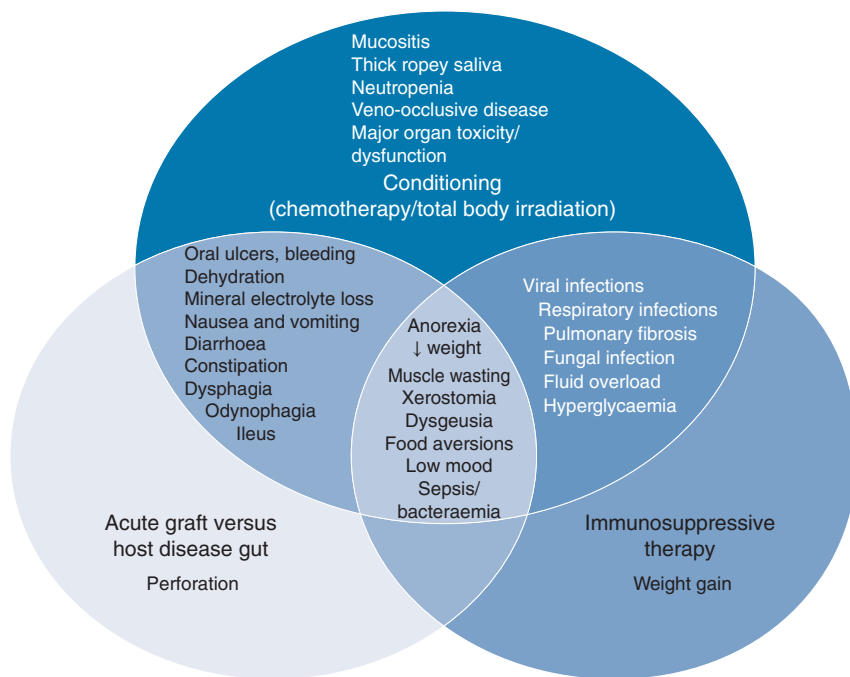 Mucositis
Thick ropey saliva
Neutropenia
Veno-occlusive disease
Major organ toxicity/
dysfunction
Conditioning
(chemotherapy/total body irradiation)
Oral ulcers, bleeding
Dehydration
Mineral electrolyte loss
Nausea and vomiting
Diarrhoea
Constipation
Dysphagia
Odynophagia
Ileus
Anorexia
↓ weight
Muscle wasting
Xerostomia
Dysgeusia
Food aversions
Low mood
Sepsis/
bacteraemia
Viral infections
Respiratory infections
Pulmonary fibrosis
Fungal infection
Fluid overload
Hyperglycaemia
Acute graft versus
host disease gut
Perforation
Immunosuppressive
therapy
Weight gain